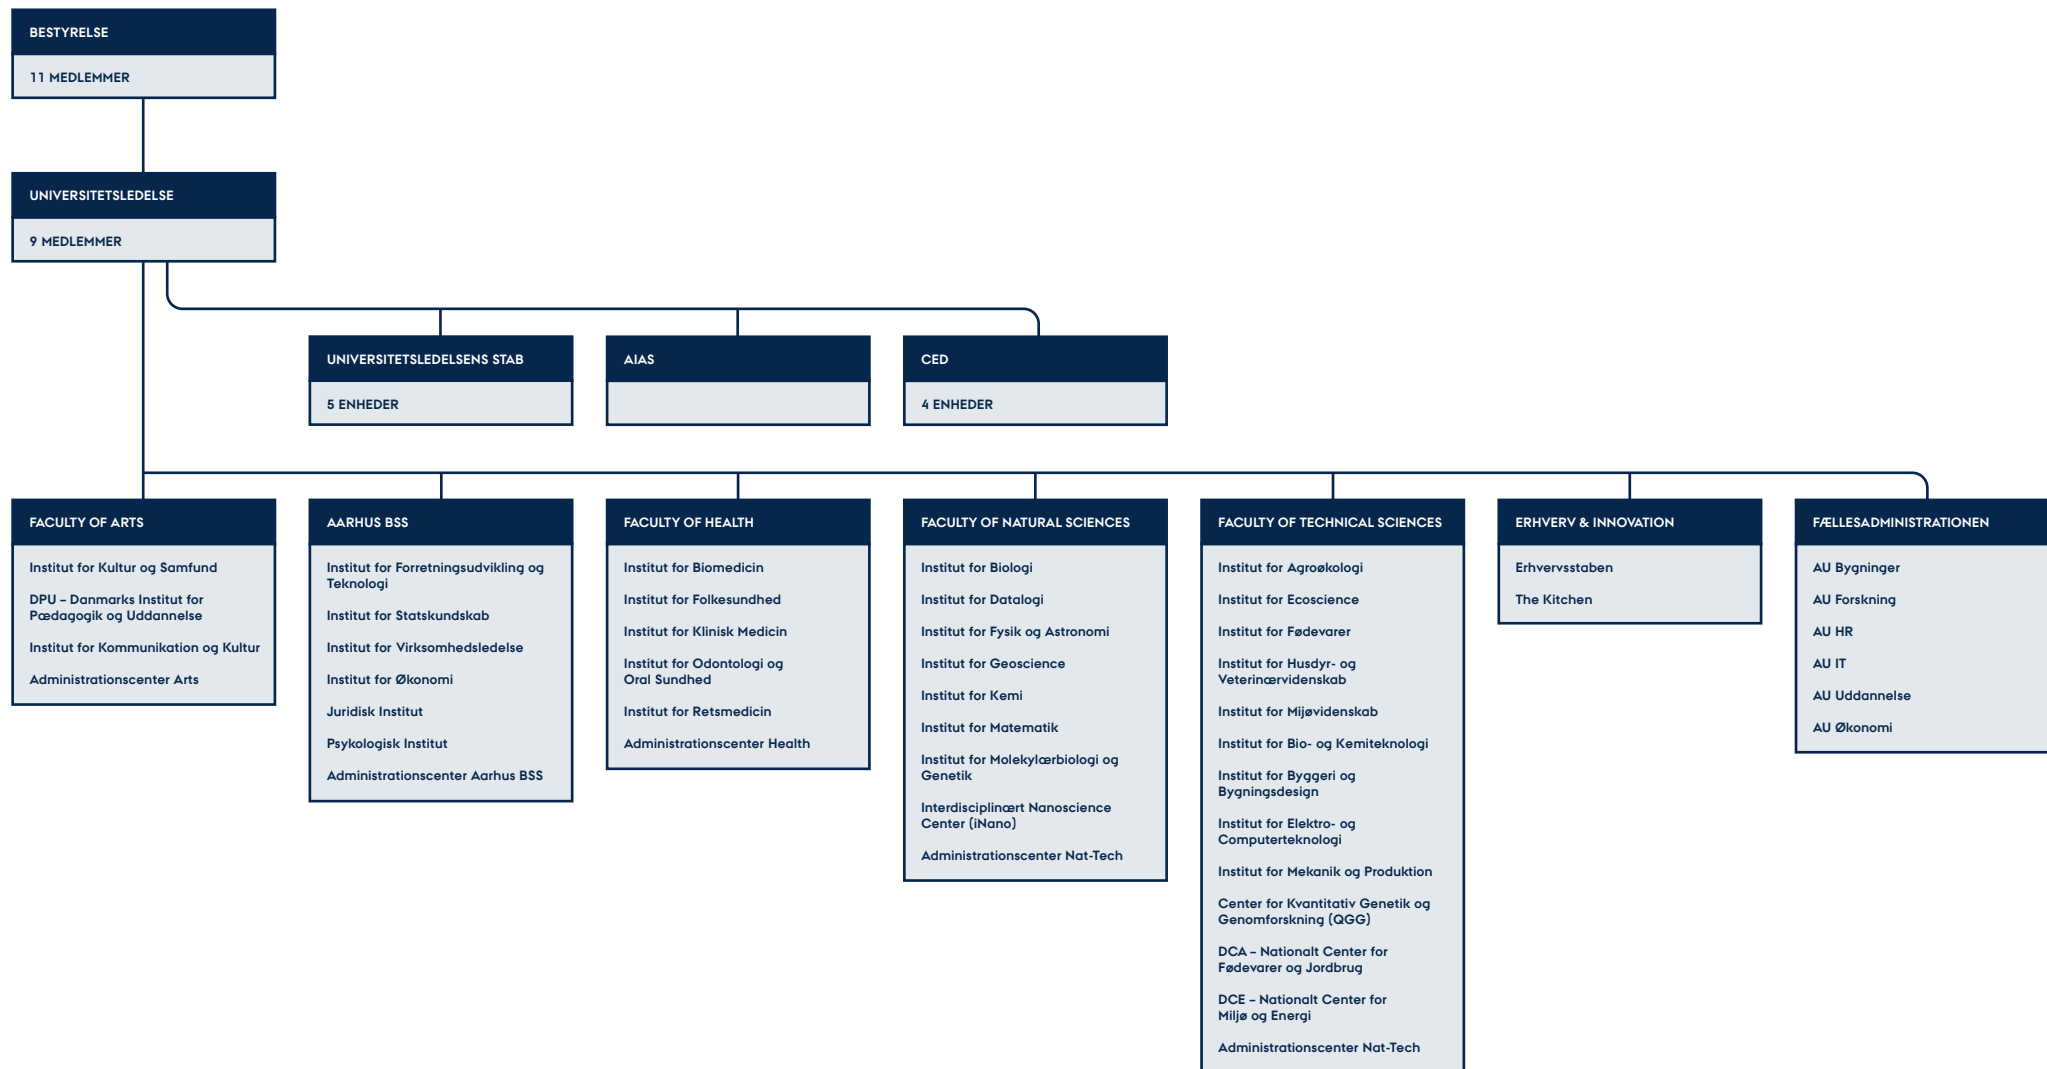 BESTYRELSE
11 MEDLEMMER
UNIVERSITETSLEDELSE
9 MEDLEMMER
UNIVERSITETSLEDELSENS STAB
5 ENHEDER
AIAS
CED
4 ENHEDER
FACULTY OF ARTS
Institut for Kultur og Samfund
DPU – Danmarks Institut for
Pædagogik og Uddannelse
Institut for Kommunikation og Kultur
Administrationscenter Arts
AARHUS BSS
Institut for Forretningsudvikling og
Teknologi
Institut for Statskundskab
Institut for Virksomhedsledelse
Institut for Økonomi
Juridisk Institut
Psykologisk Institut
Administrationscenter Aarhus BSS
FACULTY OF HEALTH
Institut for Biomedicin
Institut for Folkesundhed
Institut for Klinisk Medicin
Institut for Odontologi og
Oral Sundhed
Institut for Retsmedicin
Administrationscenter Health
FACULTY OF NATURAL SCIENCES
Institut for Biologi
Institut for Datalogi
Institut for Fysik og Astronomi
Institut for Geoscience
Institut for Kemi
Institut for Matematik
Institut for Molekylærbiologi og
Genetik
Interdisciplinært Nanoscience
Center (iNano)
Administrationscenter Nat-Tech
FACULTY OF TECHNICAL SCIENCES
Institut for Agroøkologi
Institut for Ecoscience
Institut for Fødevarer
Institut for Husdyr- og
Veterinærvidenskab
Institut for Mijøvidenskab
Institut for Bio- og Kemiteknologi
Institut for Byggeri og
Bygningsdesign
Institut for Elektro- og
Computerteknologi
Institut for Mekanik og Produktion
Center for Kvantitativ Genetik og
Genomforskning (QGG)
DCA – Nationalt Center for
Fødevarer og Jordbrug
DCE – Nationalt Center for
Miljø og Energi
Administrationscenter Nat-Tech
ERHVERV & INNOVATION
Erhvervsstaben
The Kitchen
FÆLLESADMINISTRATIONEN
AU Bygninger
AU Forskning
AU HR
AU IT
AU Uddannelse
AU Økonomi